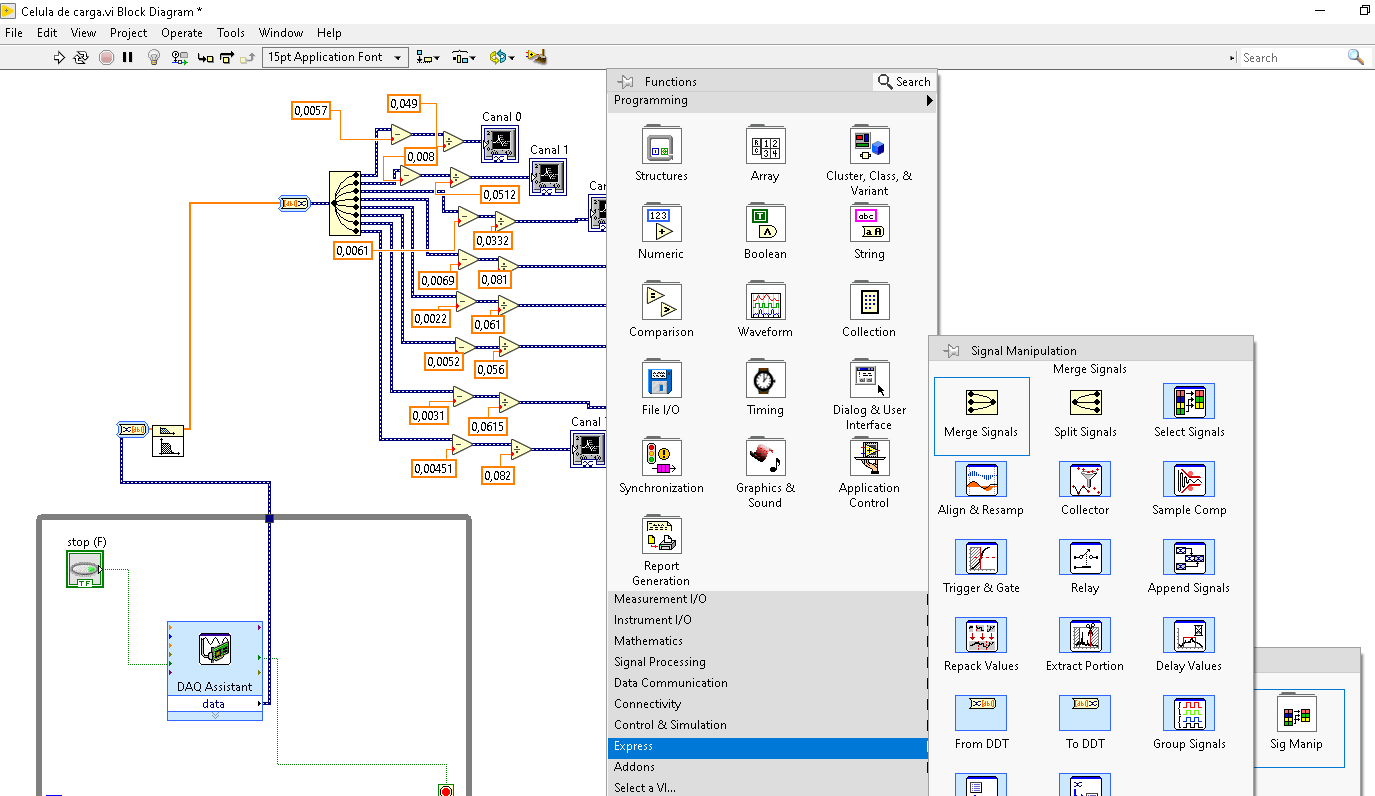 Celula de carga.vi Block Diagram *
File Edit View Project Operate Tools Window Help
15pt Application Font
Search
Functions
Search
Programming
Structures
Array
Cluster, Class, &
Variant
123
abc
Numeric
Boolean
String
Comparison
Waveform
Collection
File I/O
Timing
Dialog & User
Interface
Synchronization
Graphics &
Sound
Application
Control
Report
Generation
Measurement I/O
Instrument I/O
Mathematics
Signal Processing
Data Communication
Connectivity
Control & Simulation
Express
Addons
Select a VI...
Signal Manipulation
Merge Signals
Merge Signals
Split Signals
Select Signals
Align & Resamp
Collector
Sample Comp
Trigger & Gate
Relay
Append Signals
Repack Values
Extract Portion
Delay Values
From DDT
To DDT
Group Signals
Sig Manip
0,0057
0,049
Canal 0
0,008
Canal 1
0,0512
0,0332
0,0061
0,0069
0,081
0,0022
0,061
0,0052
0,056
0,0031
0,0615
Canal
0,00451
0,082
stop (F)
TF
DAQ Assistant
data